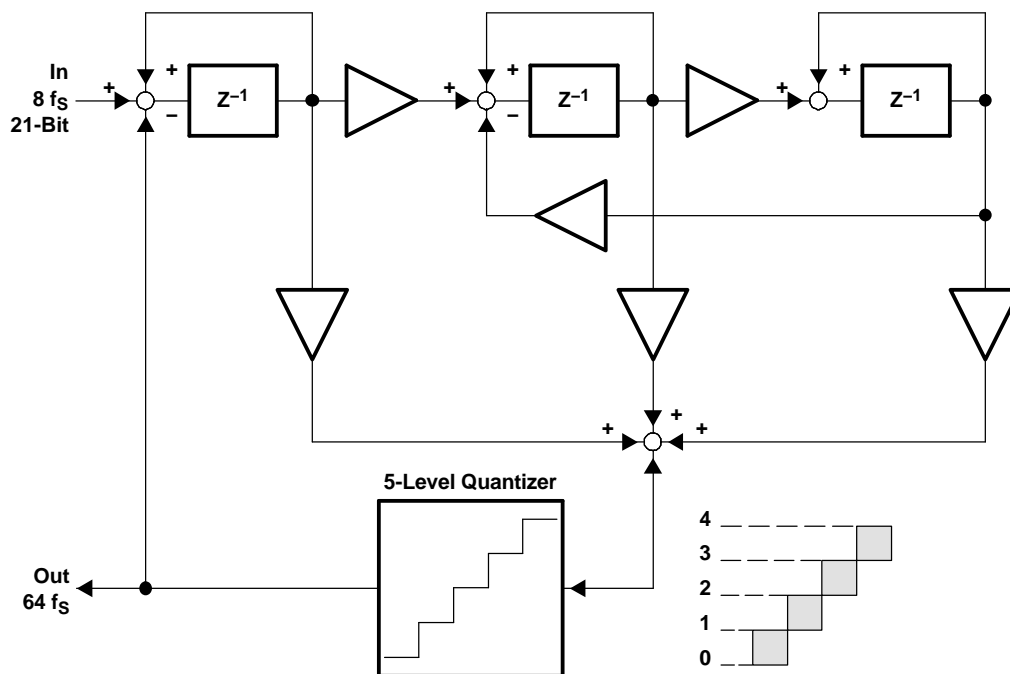 In
8 fS
21-Bit
+
+
−
Z−1
+
+
−
Z−1
+
+
Z−1
+
+
+
5-Level Quantizer
Out
64 fS
4
3
2
1
0